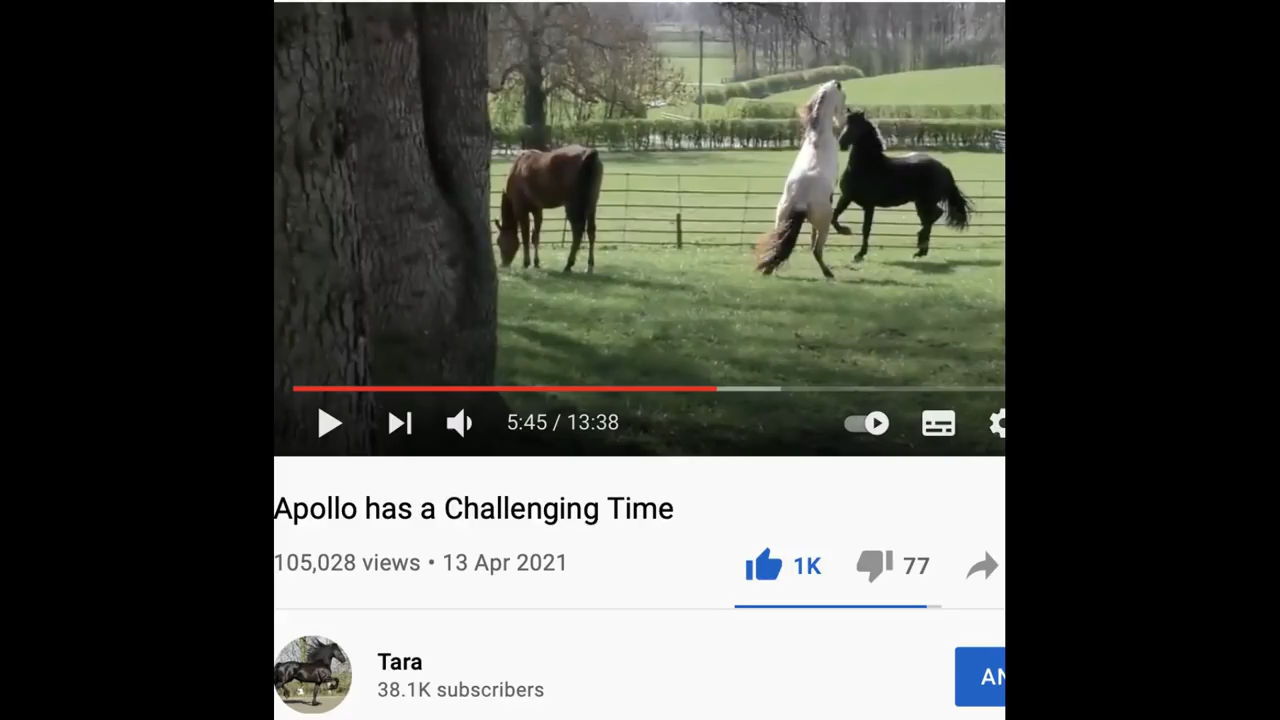 5:45 / 13:38
Apollo has a Challenging Time
105,028 views • 13 Apr 2021
1K
77
Tara
38.1K subscribers
AN